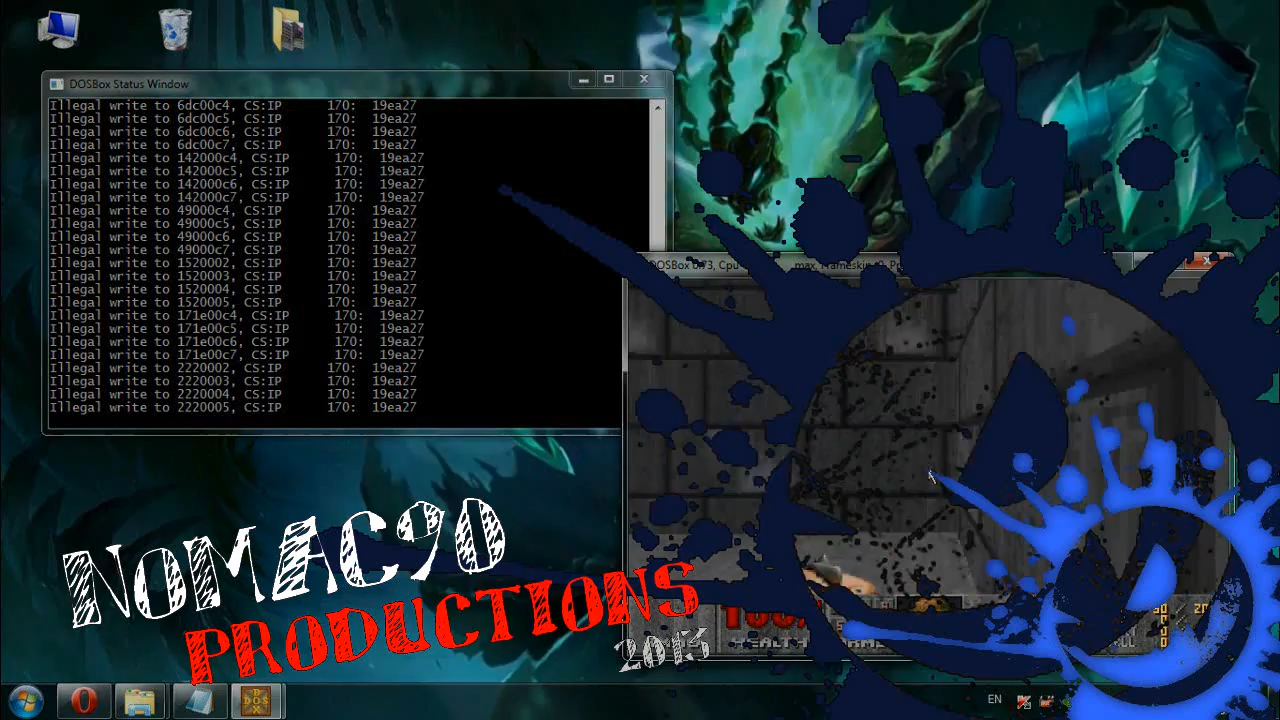 DOSBox Status Window
Illegal write to 6dc00c4, CS:IP 170: 19ea27
Illegal write to 6dc00c5, CS:IP 170: 19ea27
Illegal write to 6dc00c6, CS:IP 170: 19ea27
Illegal write to 6dc00c7, CS:IP 170: 19ea27
Illegal write to 142000c4, CS:IP 170: 19ea27
Illegal write to 142000c5, CS:IP 170: 19ea27
Illegal write to 142000c6, CS:IP 170: 19ea27
Illegal write to 142000c7, CS:IP 170: 19ea27
Illegal write to 49000c4, CS:IP 170: 19ea27
Illegal write to 49000c5, CS:IP 170: 19ea27
Illegal write to 49000c6, CS:IP 170: 19ea27
Illegal write to 49000c7, CS:IP 170: 19ea27
Illegal write to 1520002, CS:IP 170: 19ea27
Illegal write to 1520003, CS:IP 170: 19ea27
Illegal write to 1520004, CS:IP 170: 19ea27
Illegal write to 1520005, CS:IP 170: 19ea27
Illegal write to 171e00c4, CS:IP 170: 19ea27
Illegal write to 171e00c5, CS:IP 170: 19ea27
Illegal write to 171e00c6, CS:IP 170: 19ea27
Illegal write to 171e00c7, CS:IP 170: 19ea27
Illegal write to 2220002, CS:IP 170: 19ea27
Illegal write to 2220003, CS:IP 170: 19ea27
Illegal write to 2220004, CS:IP 170: 19ea27
Illegal write to 2220005, CS:IP 170: 19ea27
DOSBox 0.73, Cpu max, Frameskip
NoMAC90
PRODUCTIONS
2013
HEALTH
EN